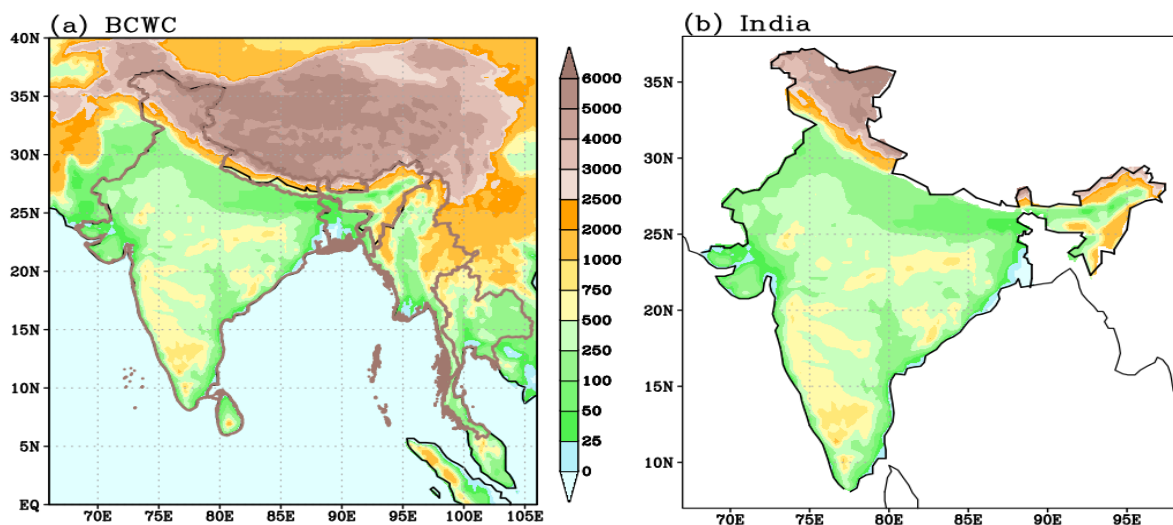 (a) BCWC
40N
35N
30N
25N
20N
15N
10N
5N
EQ
70E 75E 80E 85E 90E 95E 100E 105E
6000
5000
4000
3000
2500
2000
1000
750
500
250
100
50
25
0
(b) India
35N
30N
25N
20N
15N
10N
70E 75E 80E 85E 90E 95E